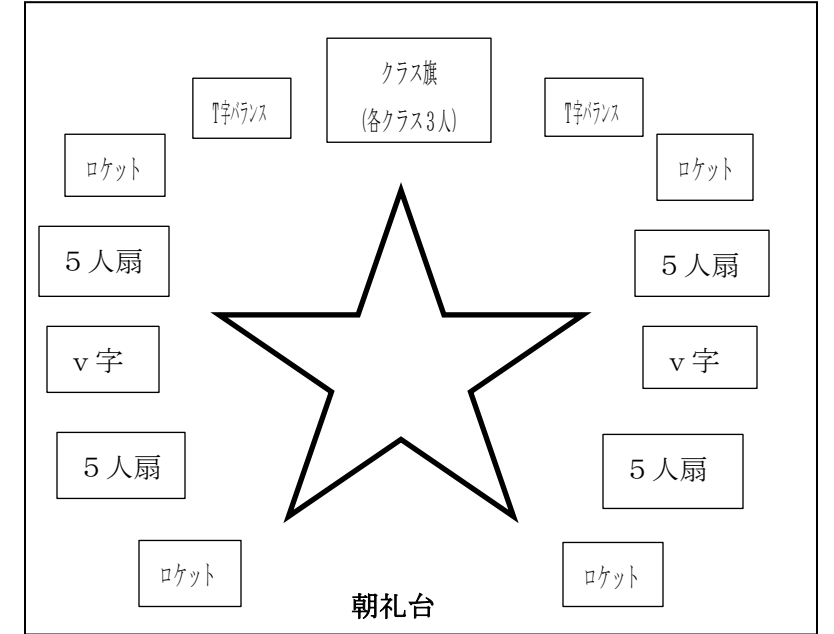 クラス旗
(各クラス3人)
T字バランス
T字バランス
ロケット
ロケット
5人扇
5人扇
v字
v字
5人扇
5人扇
ロケット
ロケット
朝礼台